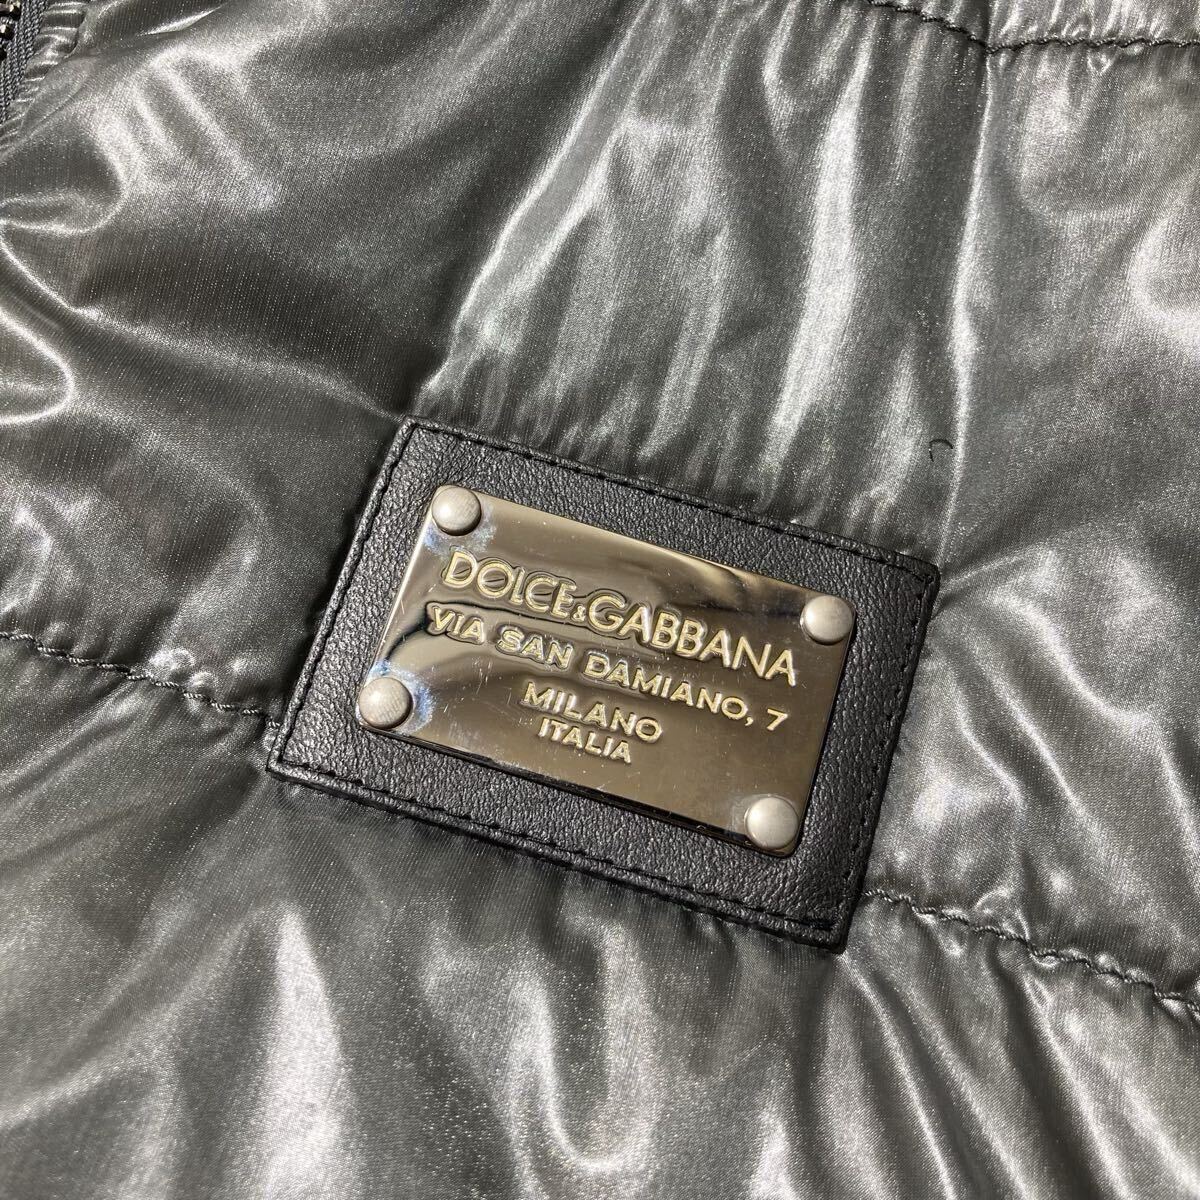 DOLCE&GABBANA
VIA SAN DAMIANO, 7
MILANO
ITALIA